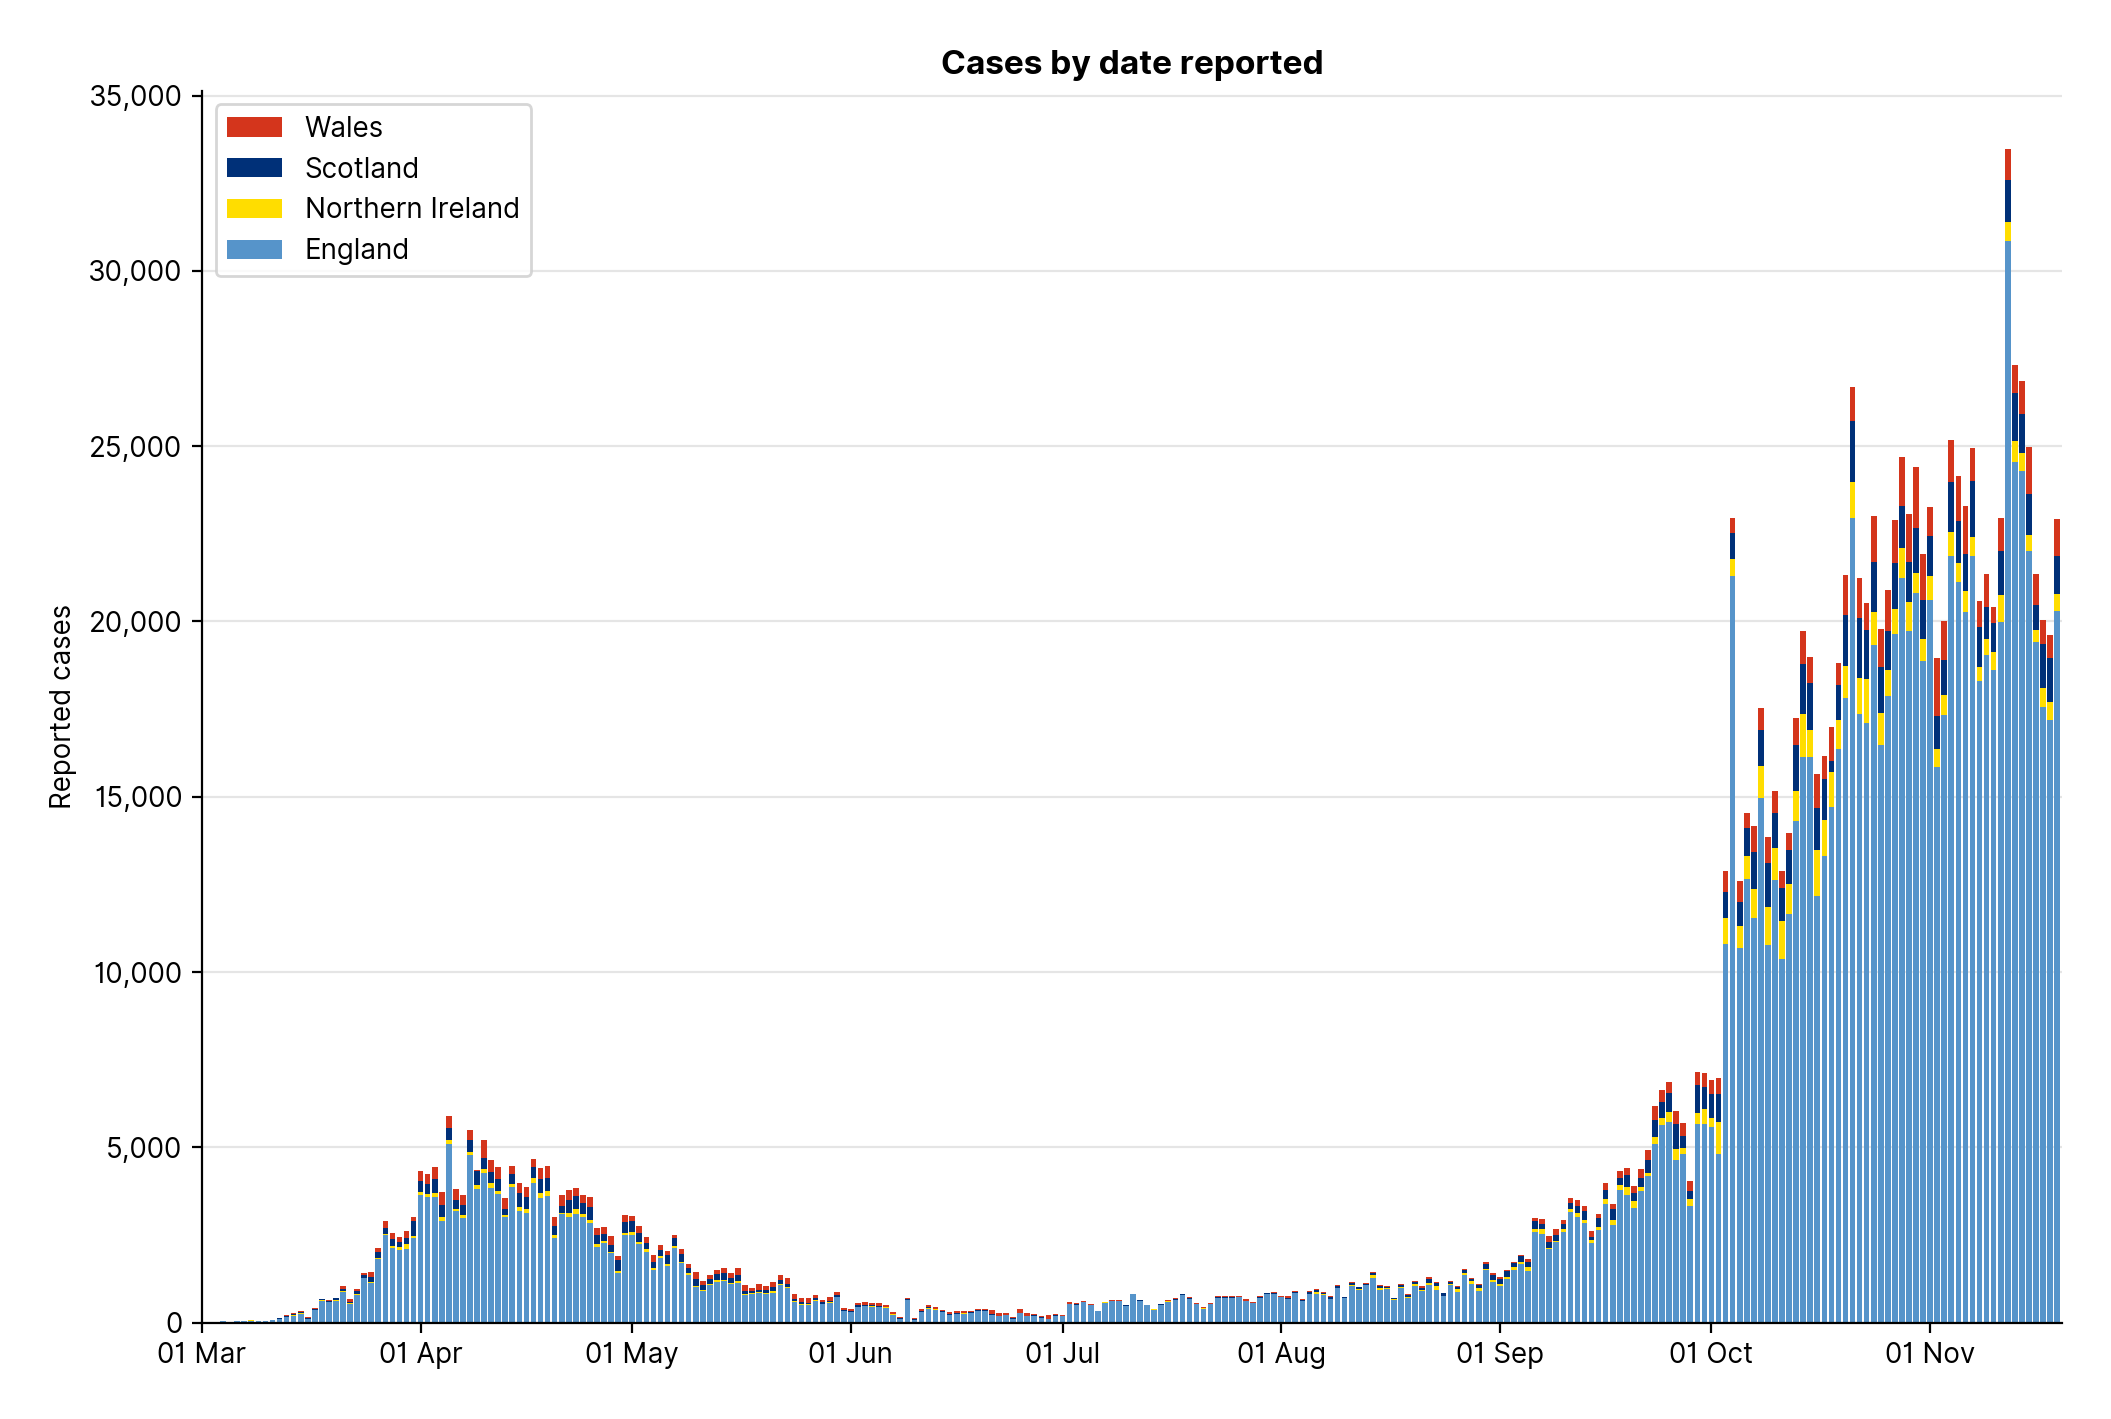 Cases by date reported
35,000
30,000
25,000
20,000
15,000
10,000
5,000
0
Reported cases
Wales
Scotland
Northern Ireland
England
01 Mar
01 Apr
01 May
01 Jun
01 Jul
01 Aug
01 Sep
01 Oct
01 Nov